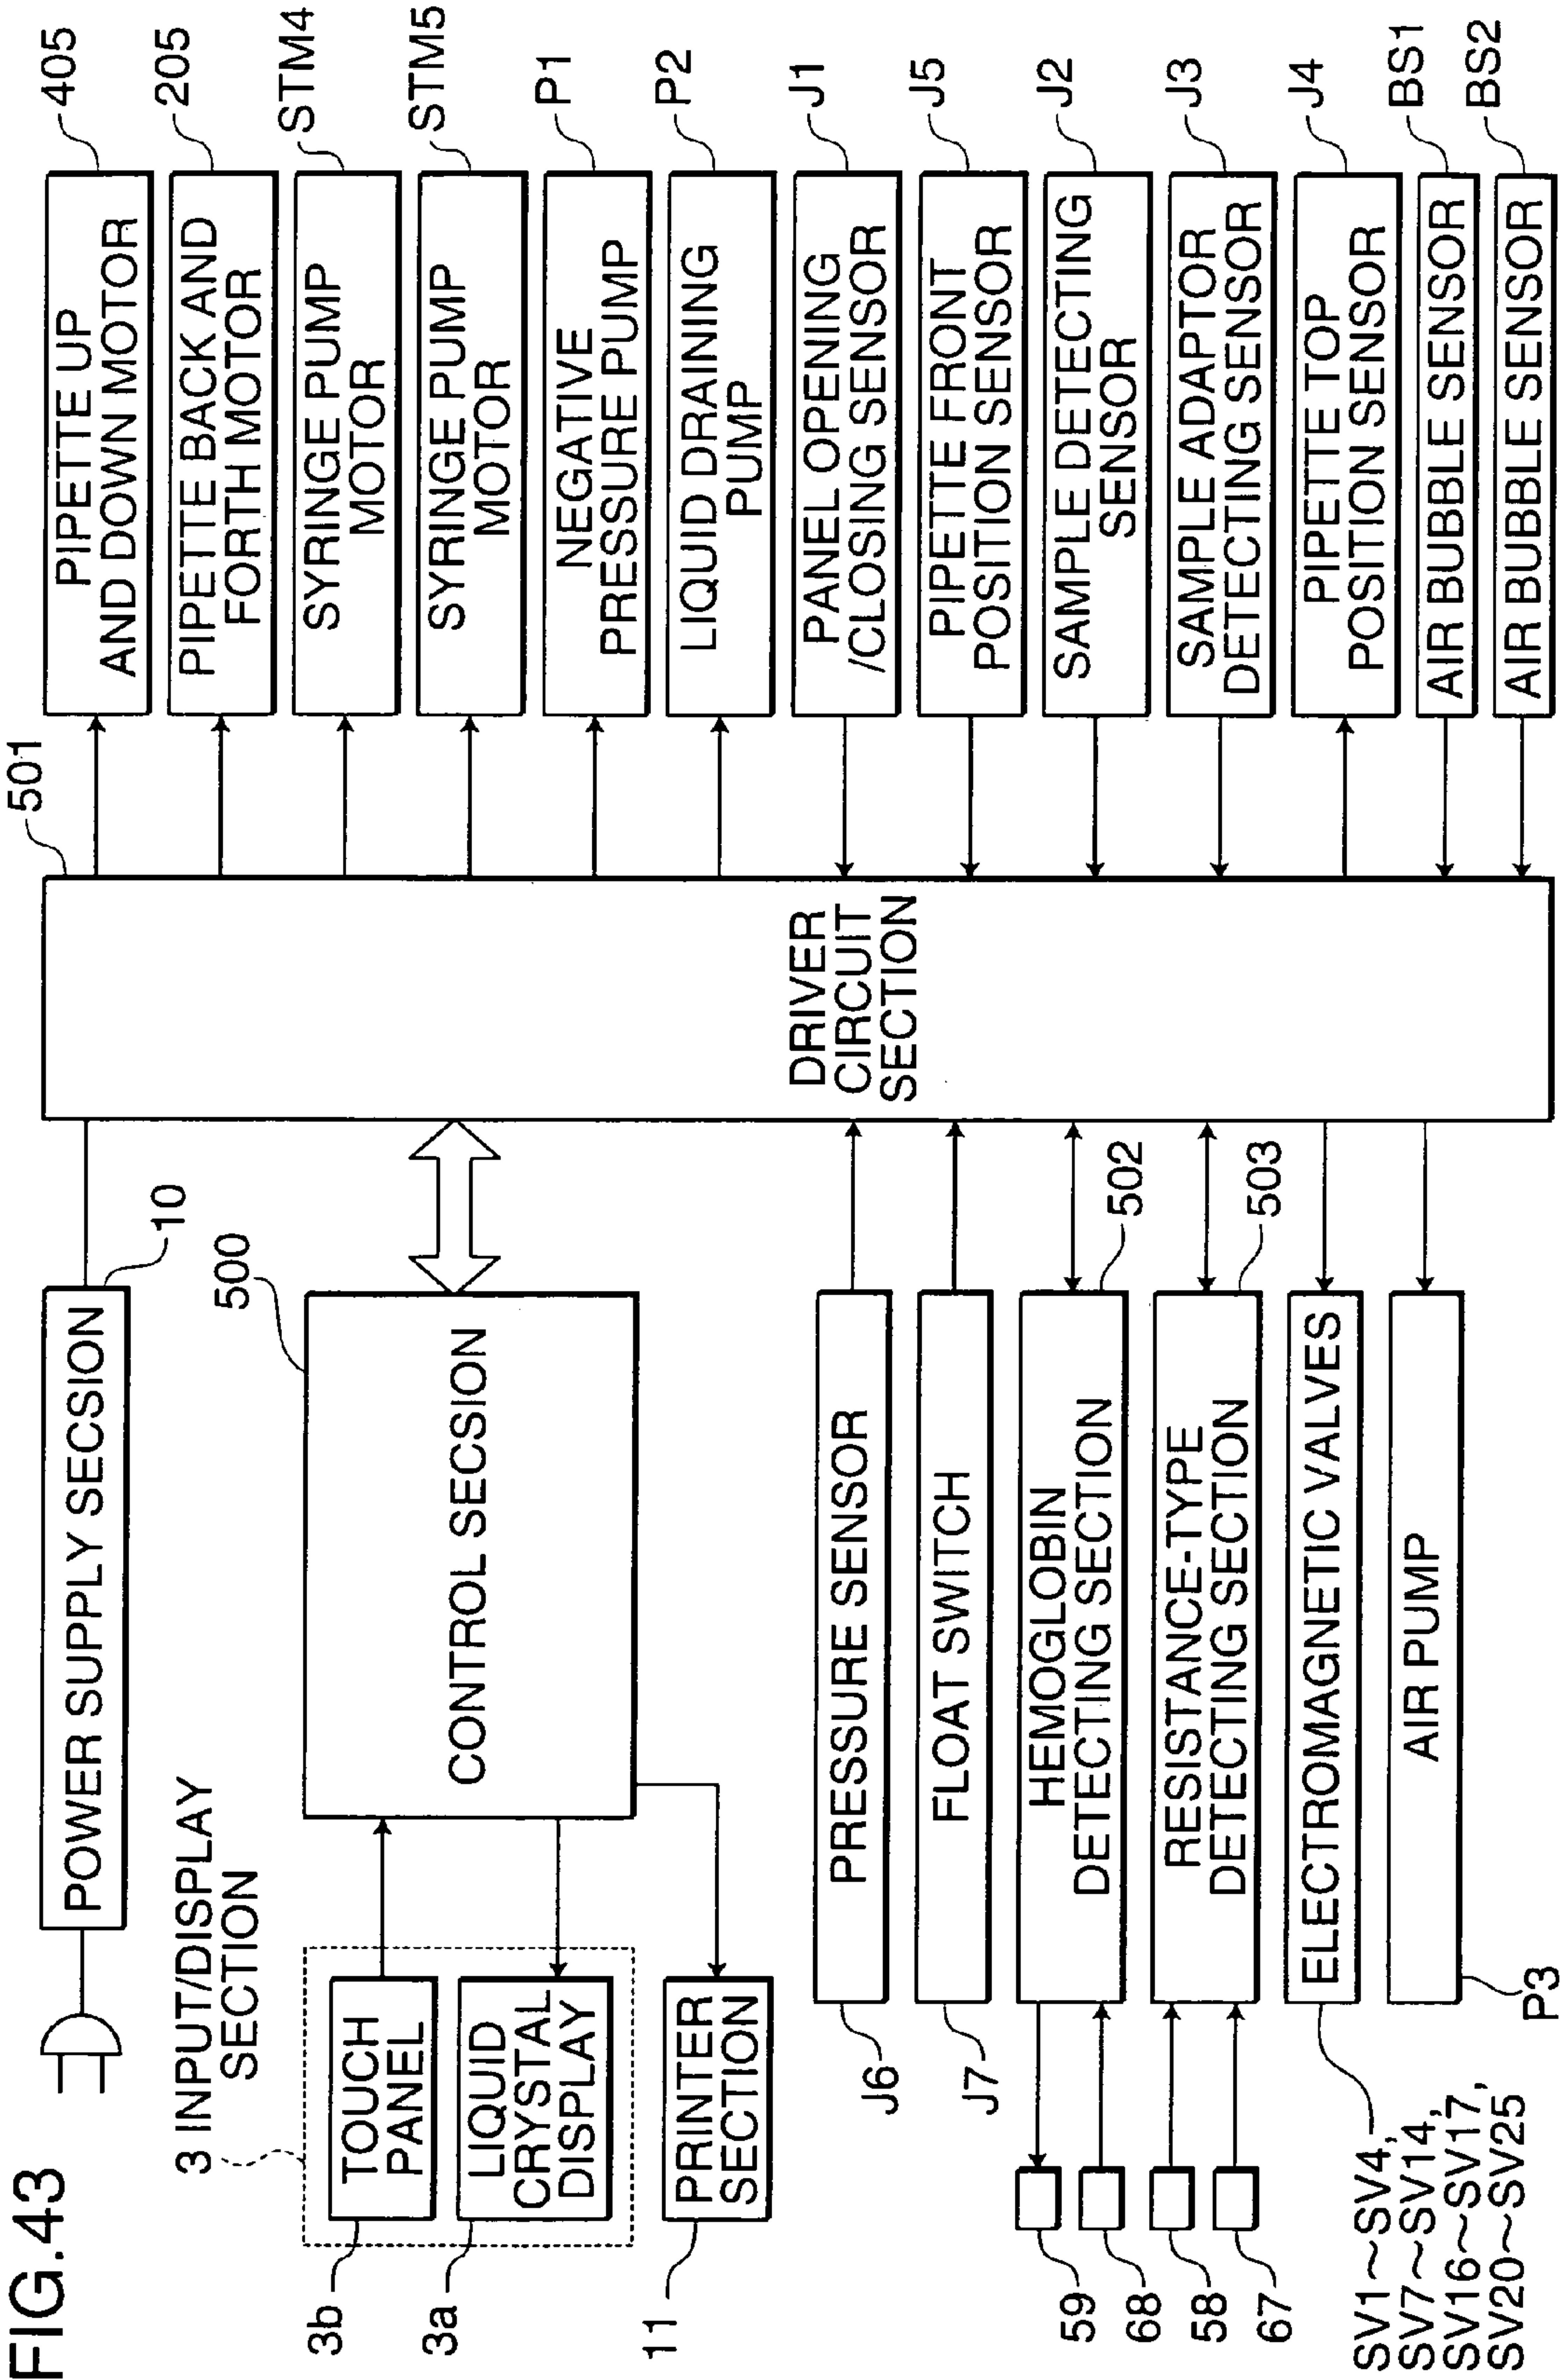 FIG.43
POWER SUPPLY SECSION
10
3 INPUT/DISPLAY
SECTION
3b
TOUCH
PANEL
3a
LIQUID
CRYSTAL
DISPLAY
11
PRINTER
SECTION
500
CONTROL SECSION
J6
PRESSURE SENSOR
J7
FLOAT SWITCH
59
68
HEMOGLOBIN
DETECTING SECTION
502
58
67
RESISTANCE-TYPE
DETECTING SECTION
503
ELECTROMAGNETIC VALVES
SV1~SV4,
SV7~SV14,
SV16~SV17,
SV20~SV25
AIR PUMP
P3
501
DRIVER
CIRCUIT
SECTION
PIPETTE UP
AND DOWN MOTOR
405
PIPETTE BACK AND
FORTH MOTOR
205
SYRINGE PUMP
MOTOR
STM4
SYRINGE PUMP
MOTOR
STM5
NEGATIVE
PRESSURE PUMP
P1
LIQUID DRAINING
PUMP
P2
PANEL OPENING
/CLOSING SENSOR
J1
PIPETTE FRONT
POSITION SENSOR
J5
SAMPLE DETECTING
SENSOR
J2
SAMPLE ADAPTOR
DETECTING SENSOR
J3
PIPETTE TOP
POSITION SENSOR
J4
AIR BUBBLE SENSOR
BS1
AIR BUBBLE SENSOR
BS2